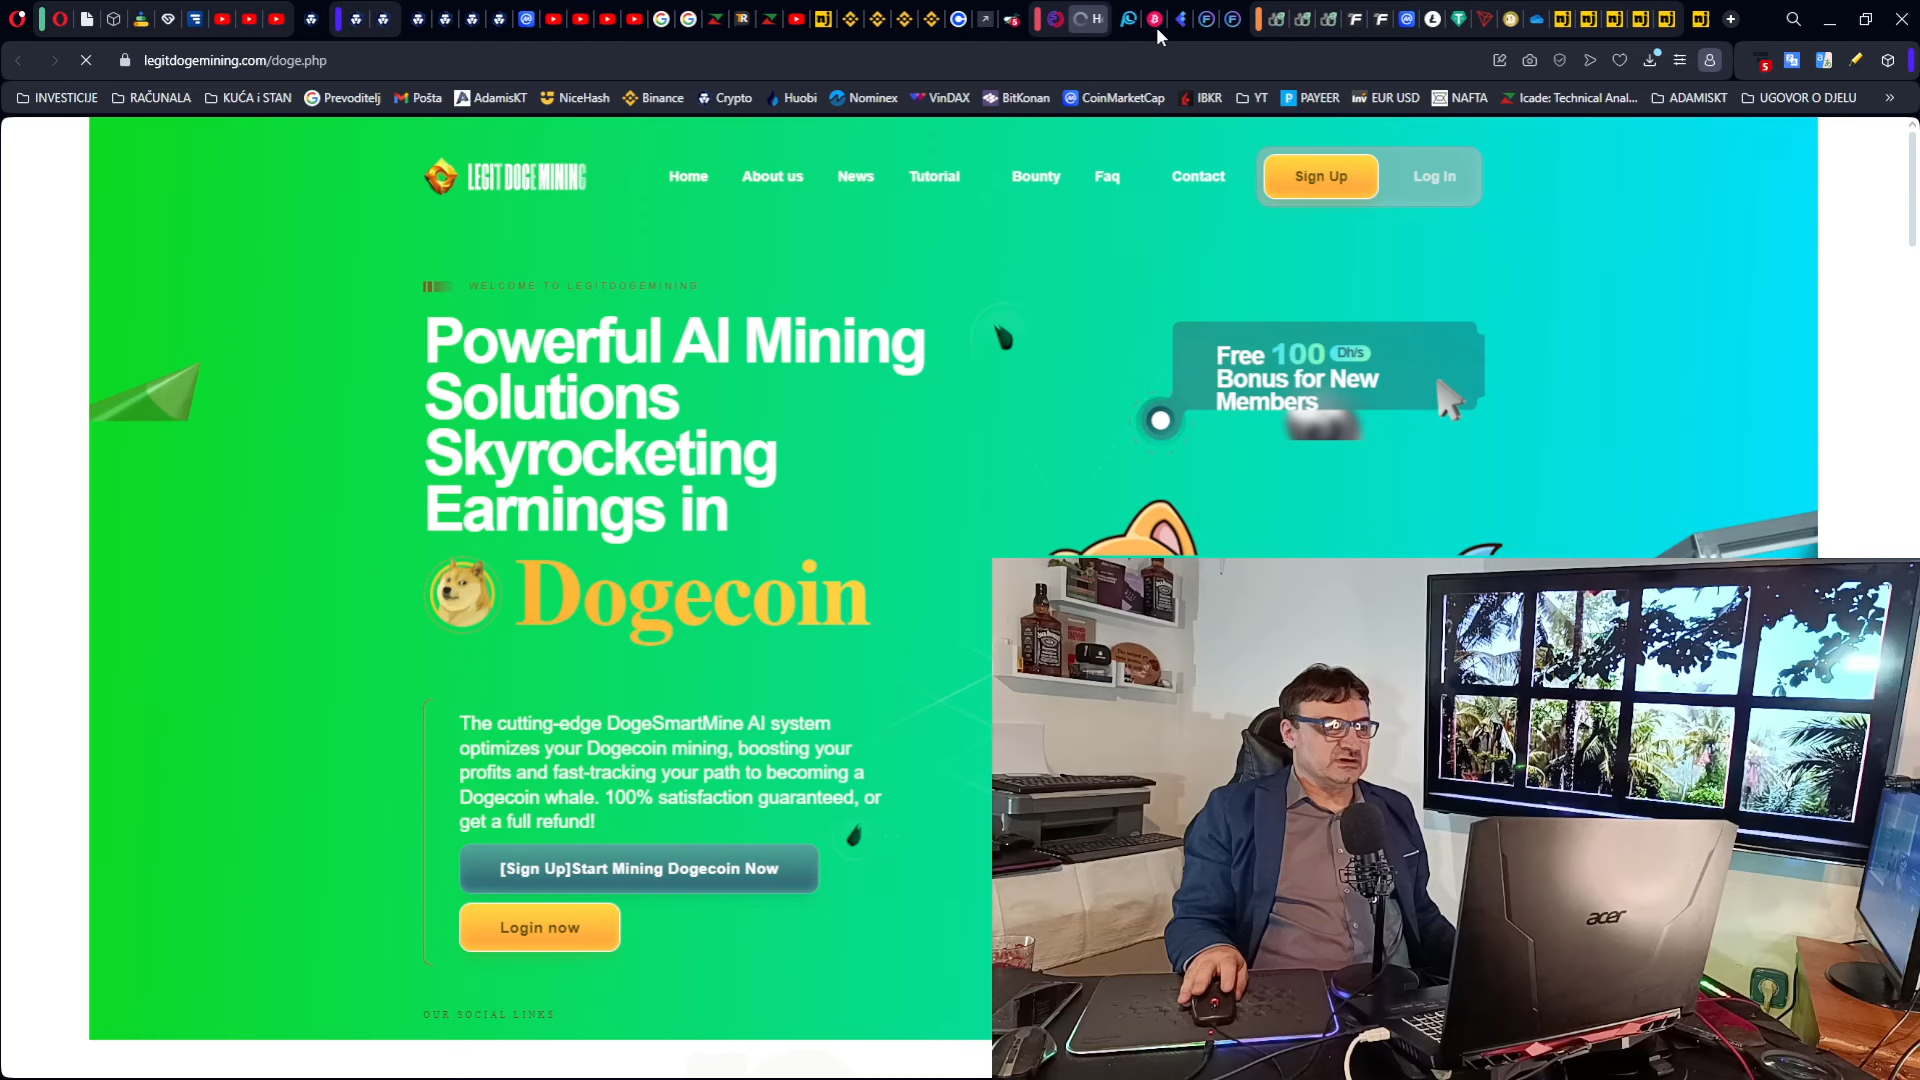 legitdogemining.com/doge.php
INVESTICIJE
RAČUNALA
KUĆA i STAN
Prevoditelj
Pošta
AdamisKT
NiceHash
Binance
Crypto
Huobi
Nominex
VinDAX
BitKonan
CoinMarketCap
IBKR
YT
PAYEER
EUR USD
NAFTA
Icade: Technical Anal...
ADAMISKT
UGOVOR O DJELU
LEGIT DOGE MINING
Home
About us
News
Tutorial
Bounty
Faq
Contact
Sign Up
Log In
WELCOME TO LEGITDOGEMINING
Powerful AI Mining
Solutions
Skyrocketing
Earnings in
Dogecoin
Free 100 Dh/s
Bonus for New
Members
The cutting-edge DogeSmartMine AI system
optimizes your Dogecoin mining, boosting your
profits and fast-tracking your path to becoming a
Dogecoin whale. 100% satisfaction guaranteed, or
get a full refund!
[Sign Up]Start Mining Dogecoin Now
Login now
OUR SOCIAL LINKS
acer